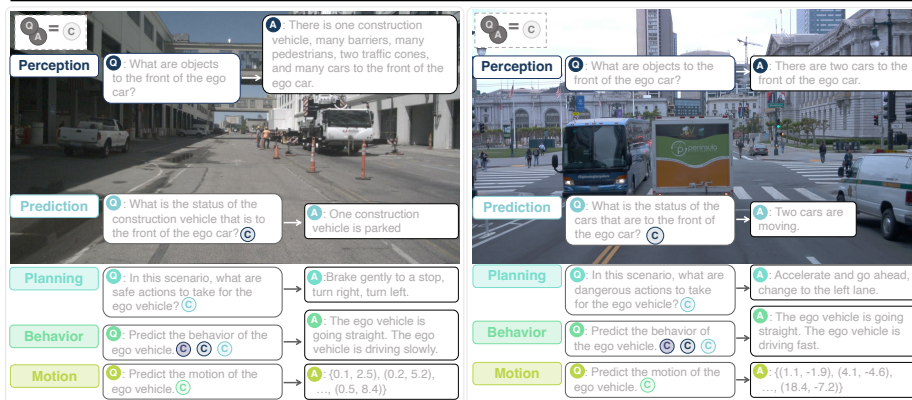 Q A = C
A: There is one construction
vehicle, many barriers, many
pedestrians, two traffic cones,
and many cars to the front of the
ego car.
Perception
Q: What are objects
to the front of the ego
car?
Prediction
Q: What is the status of the
construction vehicle that is to
the front of the ego car? C
A: One construction
vehicle is parked
Planning
Q: In this scenario, what are
safe actions to take for the
ego vehicle? C
A: Brake gently to a stop,
turn right, turn left.
Behavior
Q: Predict the behavior of the
ego vehicle. C C C
A: The ego vehicle is
going straight. The ego
vehicle is driving slowly.
Motion
Q: Predict the motion of the
ego vehicle. C
A: {(0.1, 2.5), (0.2, 5.2),
…, (0.5, 8.4)}
Q A = C
Perception
Q: What are objects to the
front of the ego car?
A: There are two cars to the
front of the ego car.
peninsula
Prediction
Q: What is the status of the
cars that are to the front of
the ego car? C
A: Two cars are
moving.
Planning
Q: In this scenario, what are
dangerous actions to take
for the ego vehicle? C
A: Accelerate and go ahead,
change to the left lane.
Behavior
Q: Predict the behavior of
the ego vehicle. C C C
A: The ego vehicle is going
straight. The ego vehicle is
driving fast.
Motion
Q: Predict the motion of the
ego vehicle. C
A: {(1.1, -1.9), (4.1, -4.6),
…, (18.4, -7.2)}